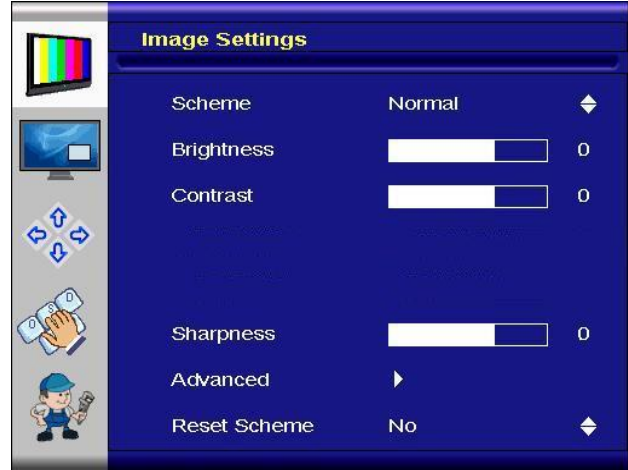 Image Settings
Scheme Normal
Brightness 0
Contrast 0
O S D
Sharpness 0
Advanced
Reset Scheme No